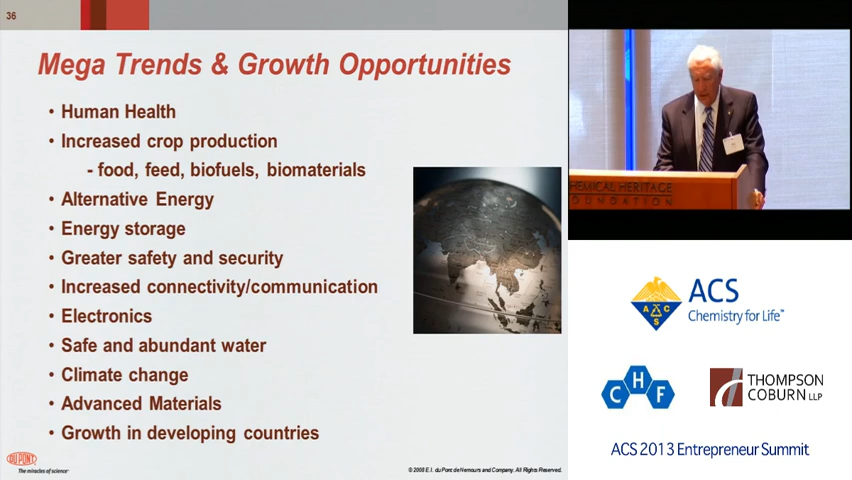 36
Mega Trends & Growth Opportunities
• Human Health
• Increased crop production
- food, feed, biofuels, biomaterials
• Alternative Energy
• Energy storage
• Greater safety and security
• Increased connectivity/communication
• Electronics
• Safe and abundant water
• Climate change
• Advanced Materials
• Growth in developing countries
DUPONT
The miracles of science™
© 2008 E.I. du Pont de Nemours and Company. All Rights Reserved.
CHEMICAL HERITAGE
FOUNDATION
ACS
Chemistry for Life™
A C S
C H F
THOMPSON
COBURN LLP
ACS 2013 Entrepreneur Summit